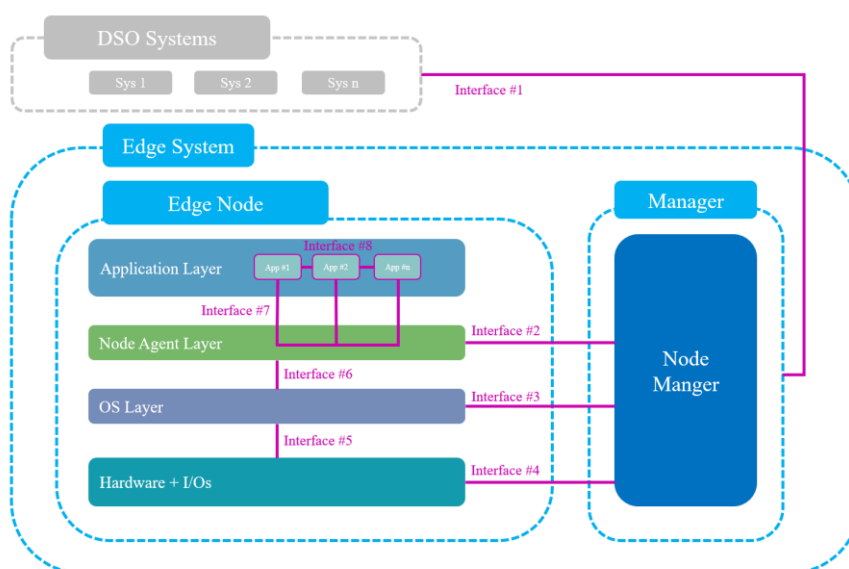 DSO Systems
Sys 1
Sys 2
Sys n
Interface #1
Edge System
Edge Node
Manager
Interface #8
Application Layer
App #1
App #2
App #n
Interface #7
Node Agent Layer
Interface #2
Node
Manger
Interface #6
OS Layer
Interface #3
Interface #5
Hardware + I/Os
Interface #4